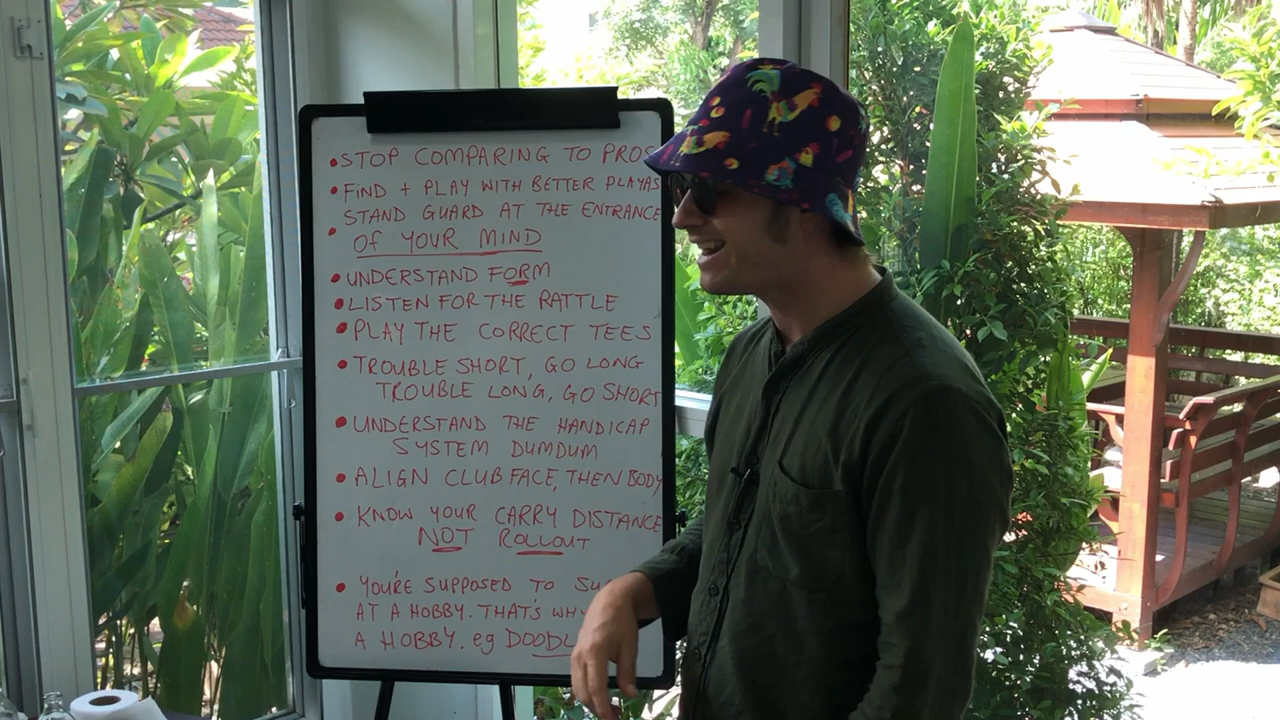 STOP COMPARING TO PROS
FIND + PLAY WITH BETTER PLAYAS
STAND GUARD AT THE ENTRANCE
OF YOUR MIND
UNDERSTAND FORM
LISTEN FOR THE RATTLE
PLAY THE CORRECT TEES
TROUBLE SHORT, GO LONG
TROUBLE LONG, GO SHORT
UNDERSTAND THE HANDICAP
SYSTEM DUMDUM
ALIGN CLUBFACE, THEN BODY
KNOW YOUR CARRY DISTANCE
NOT ROLLOUT
YOU'RE SUPPOSED TO
AT A HOBBY. THAT'S WHY
A HOBBY. eg